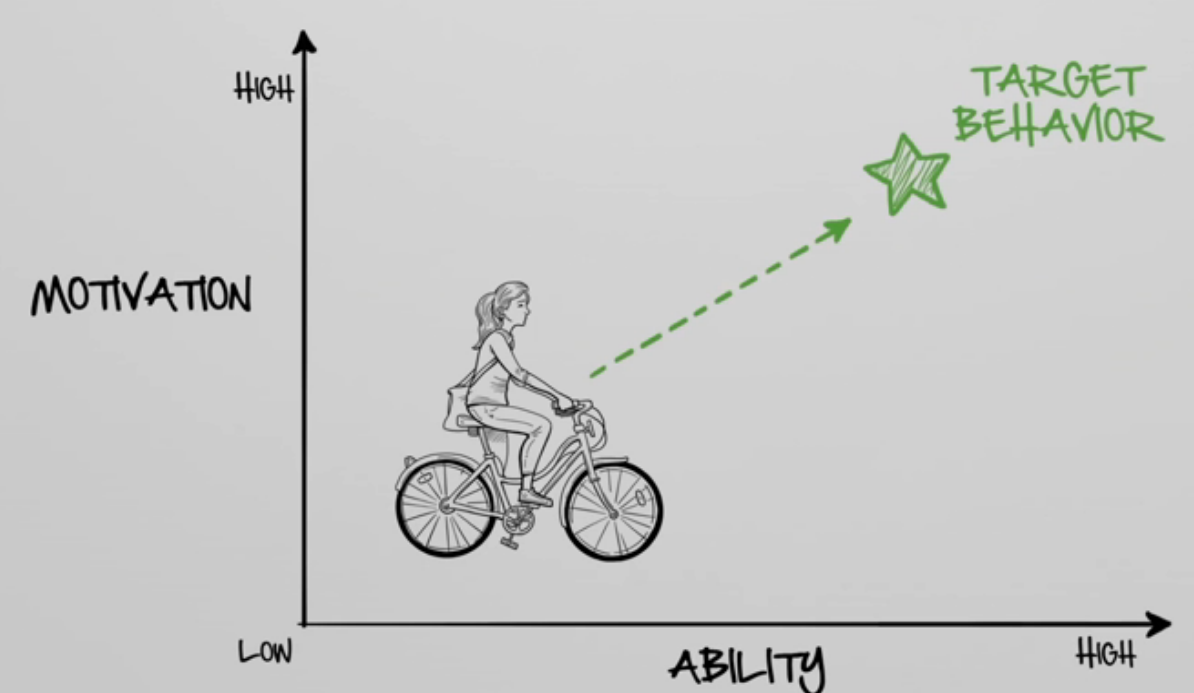 HIGH
TARGET
BEHAVIOR
MOTIVATION
LOW
ABILITY
HIGH